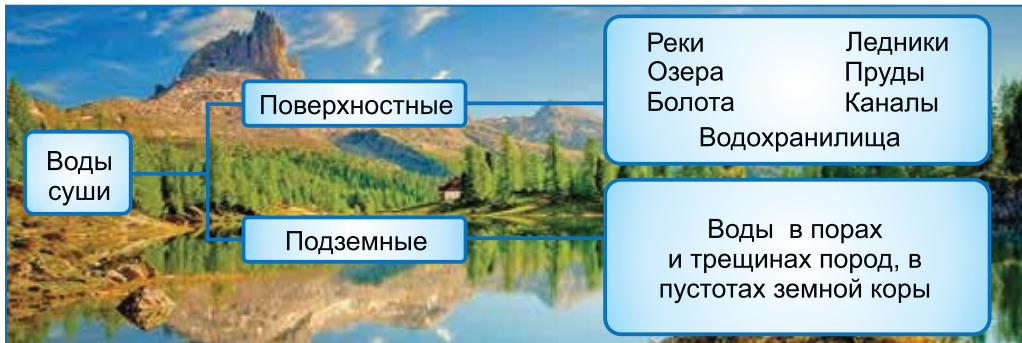 Воды
суши
Поверхностные
Реки
Озера
Болота
Ледники
Пруды
Каналы
Водохранилища
Подземные
Воды в порах
и трещинах пород, в
пустотах земной коры